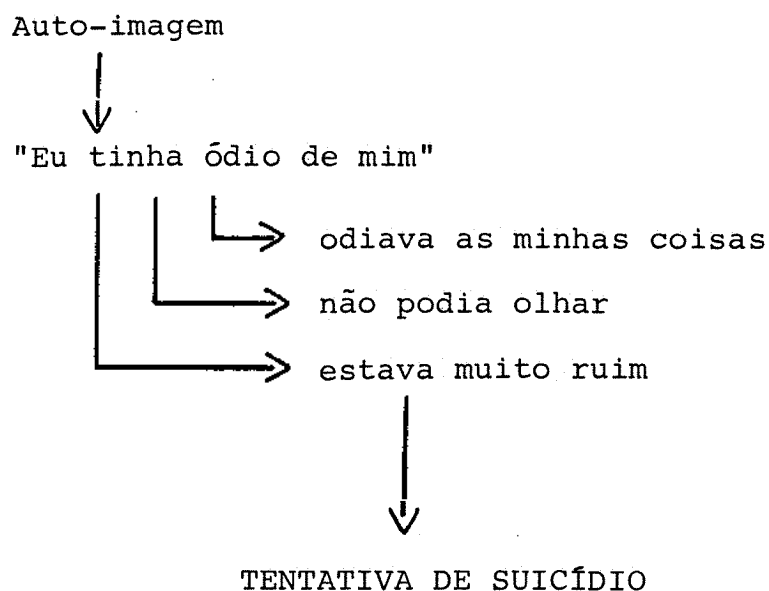 Auto-imagem
"Eu tinha ódio de mim"
odiava as minhas coisas
não podia olhar
estava muito ruim
TENTATIVA DE SUICÍDIO